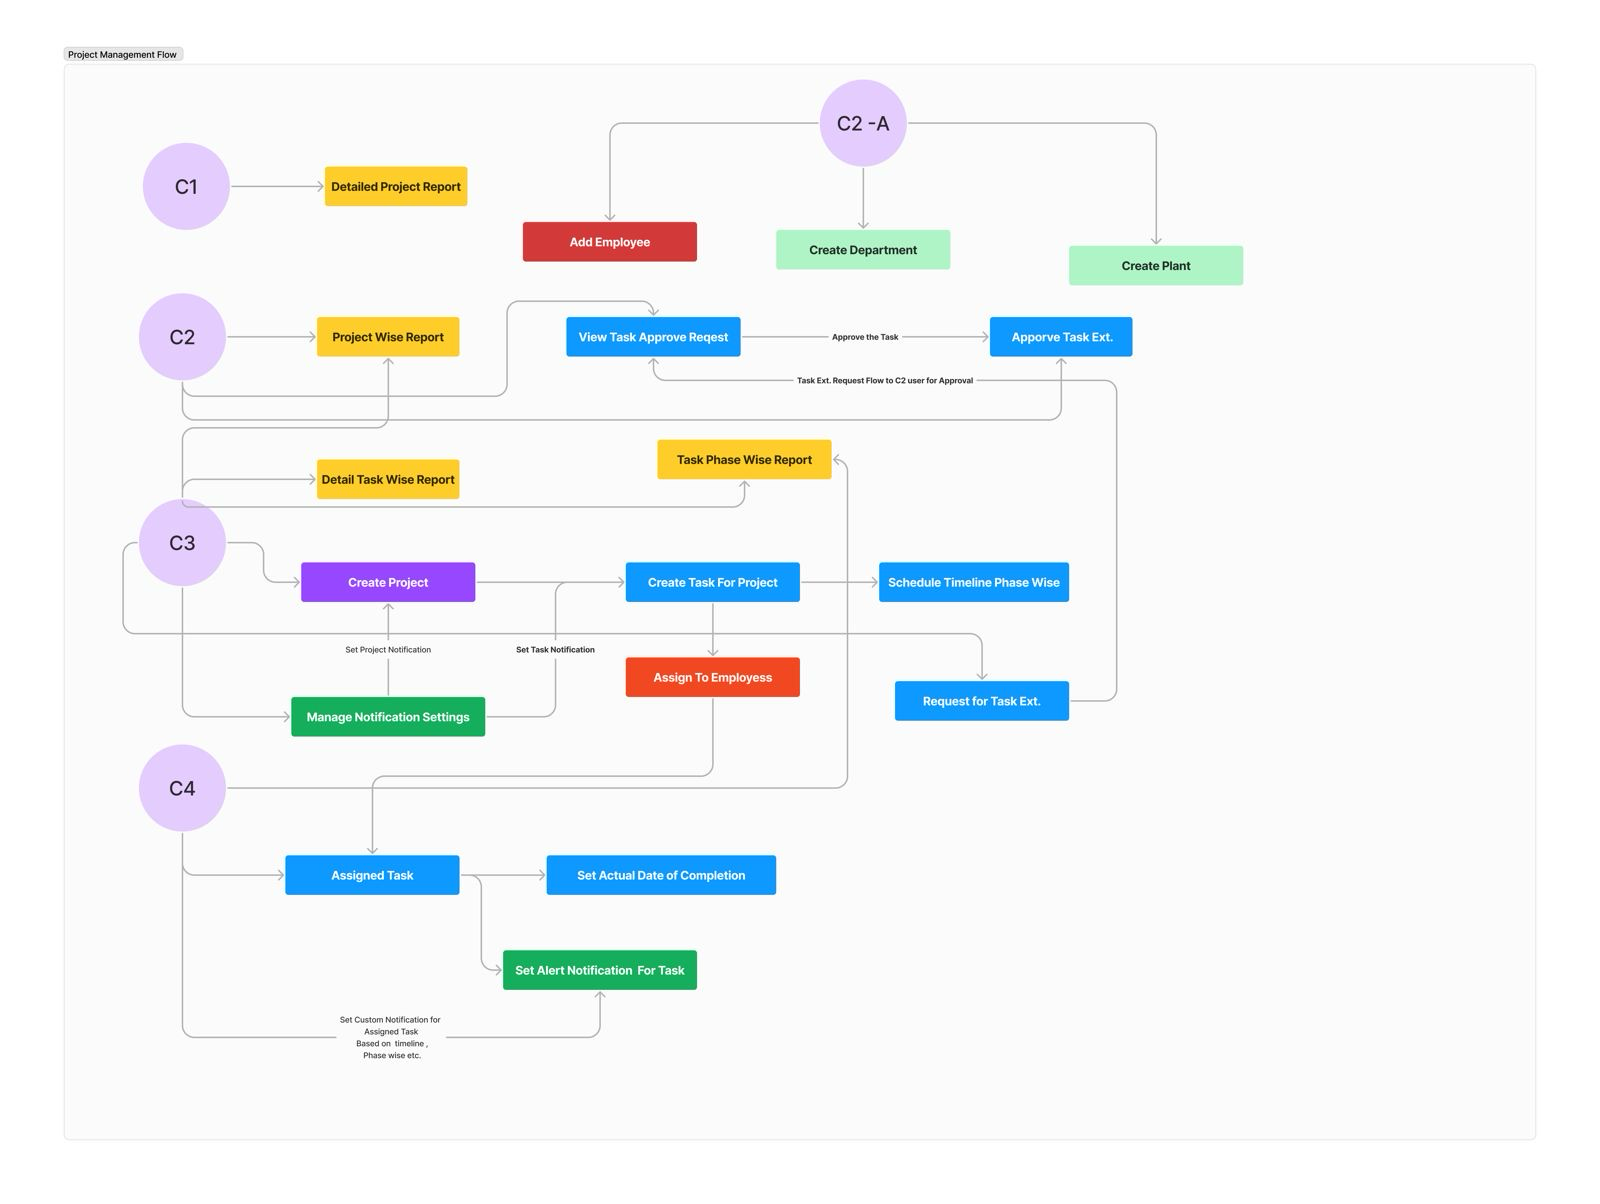 Project Management Flow
C2 -A
C1
Detailed Project Report
Add Employee
Create Department
Create Plant
C2
Project Wise Report
View Task Approve Reqest
Approve the Task
Apporve Task Ext.
Task Ext. Request Flow to C2 user for Approval
Task Phase Wise Report
Detail Task Wise Report
C3
Create Project
Create Task For Project
Schedule Timeline Phase Wise
Set Project Notification
Set Task Notification
Assign To Employess
Request for Task Ext.
Manage Notification Settings
C4
Assigned Task
Set Actual Date of Completion
Set Alert Notification  For Task
Set Custom Notification for
Assigned Task
Based on  timeline ,
Phase wise etc.